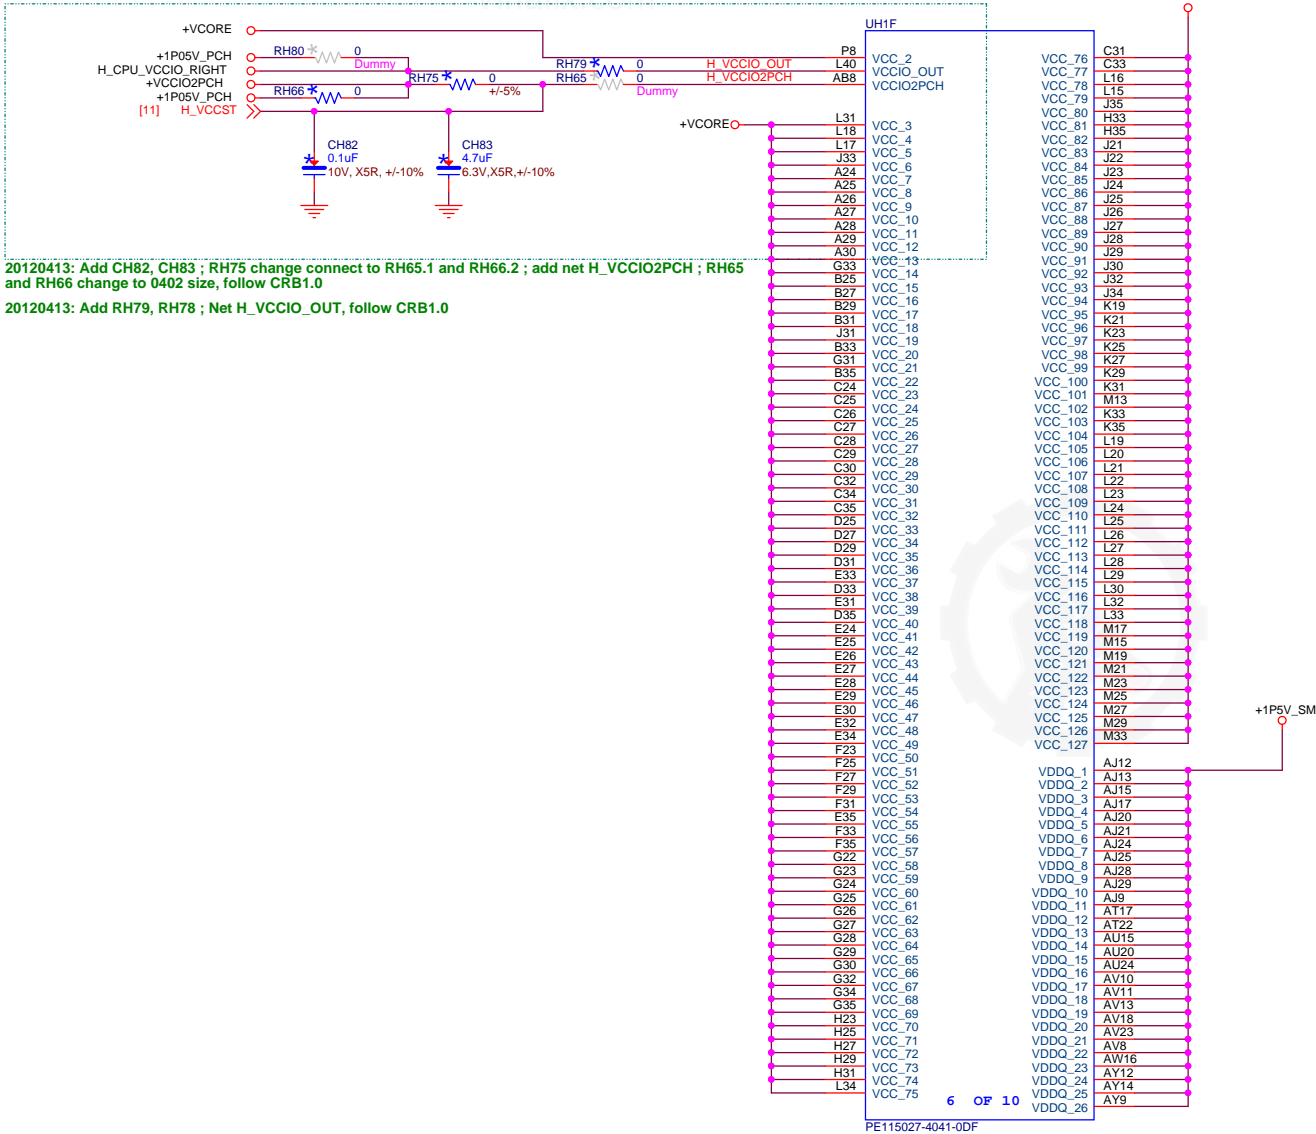 +VCORE
+1P05V_PCH RH80 0 Dummy
H_CPU_VCCIO_RIGHT
+VCCIO2PCH RH75 0 +/-5%
+1P05V_PCH RH66 0
[11] H_VCCST
RH79 0 H_VCCIO_OUT
RH65 0 H_VCCIO2PCH
Dummy
CH82
0.1uF
10V, X5R, +/-10%
CH83
4.7uF
6.3V,X5R,+/-10%
20120413: Add CH82, CH83 ; RH75 change connect to RH65.1 and RH66.2 ; add net H_VCCIO2PCH ; RH65
and RH66 change to 0402 size, follow CRB1.0
20120413: Add RH79, RH78 ; Net H_VCCIO_OUT, follow CRB1.0
+VCORE
UH1F
P8 VCC_2
L40 VCCIO_OUT
AB8 VCCIO2PCH
L31 VCC_3
L18 VCC_4
L17 VCC_5
J33 VCC_6
A24 VCC_7
A25 VCC_8
A26 VCC_9
A27 VCC_10
A28 VCC_11
A29 VCC_12
A30 VCC_13
G33 VCC_14
B25 VCC_15
B27 VCC_16
B29 VCC_17
B31 VCC_18
J31 VCC_19
B33 VCC_20
G31 VCC_21
B35 VCC_22
C24 VCC_23
C25 VCC_24
C26 VCC_25
C27 VCC_26
C28 VCC_27
C29 VCC_28
C30 VCC_29
C32 VCC_30
C34 VCC_31
C35 VCC_32
D25 VCC_33
D27 VCC_34
D29 VCC_35
D31 VCC_36
E33 VCC_37
D33 VCC_38
E31 VCC_39
D35 VCC_40
E24 VCC_41
E25 VCC_42
E26 VCC_43
E27 VCC_44
E28 VCC_45
E29 VCC_46
E30 VCC_47
E32 VCC_48
E34 VCC_49
F23 VCC_50
F25 VCC_51
F27 VCC_52
F29 VCC_53
F31 VCC_54
E35 VCC_55
F33 VCC_56
F35 VCC_57
G22 VCC_58
G23 VCC_59
G24 VCC_60
G25 VCC_61
G26 VCC_62
G27 VCC_63
G28 VCC_64
G29 VCC_65
G30 VCC_66
G32 VCC_67
G34 VCC_68
G35 VCC_69
H23 VCC_70
H25 VCC_71
H27 VCC_72
H29 VCC_73
H31 VCC_74
L34 VCC_75
VCC_76 C31
VCC_77 C33
VCC_78 L16
VCC_79 L15
VCC_80 J35
VCC_81 H33
VCC_82 H35
VCC_83 J21
VCC_84 J22
VCC_85 J23
VCC_86 J24
VCC_87 J25
VCC_88 J26
VCC_89 J27
VCC_90 J28
VCC_91 J29
VCC_92 J30
VCC_93 J32
VCC_94 J34
VCC_95 K19
VCC_96 K21
VCC_97 K23
VCC_98 K25
VCC_99 K27
VCC_100 K29
VCC_101 K31
VCC_102 M13
VCC_103 K33
VCC_104 K35
VCC_105 L19
VCC_106 L20
VCC_107 L21
VCC_108 L22
VCC_109 L23
VCC_110 L24
VCC_111 L25
VCC_112 L26
VCC_113 L27
VCC_114 L28
VCC_115 L29
VCC_116 L30
VCC_117 L32
VCC_118 L33
VCC_119 M17
VCC_120 M15
VCC_121 M19
VCC_122 M21
VCC_123 M23
VCC_124 M25
VCC_125 M27
VCC_126 M29
VCC_127 M33
+1P5V_SM
VDDQ_1 AJ12
VDDQ_2 AJ13
VDDQ_3 AJ15
VDDQ_4 AJ17
VDDQ_5 AJ20
VDDQ_6 AJ21
VDDQ_7 AJ24
VDDQ_8 AJ25
VDDQ_9 AJ28
VDDQ_10 AJ29
VDDQ_11 AJ9
VDDQ_12 AT17
VDDQ_13 AT22
VDDQ_14 AU15
VDDQ_15 AU20
VDDQ_16 AU24
VDDQ_17 AV10
VDDQ_18 AV11
VDDQ_19 AV13
VDDQ_20 AV18
VDDQ_21 AV23
VDDQ_22 AV8
VDDQ_23 AW16
VDDQ_24 AY12
VDDQ_25 AY14
VDDQ_26 AY9
6 OF 10
PE115027-4041-0DF